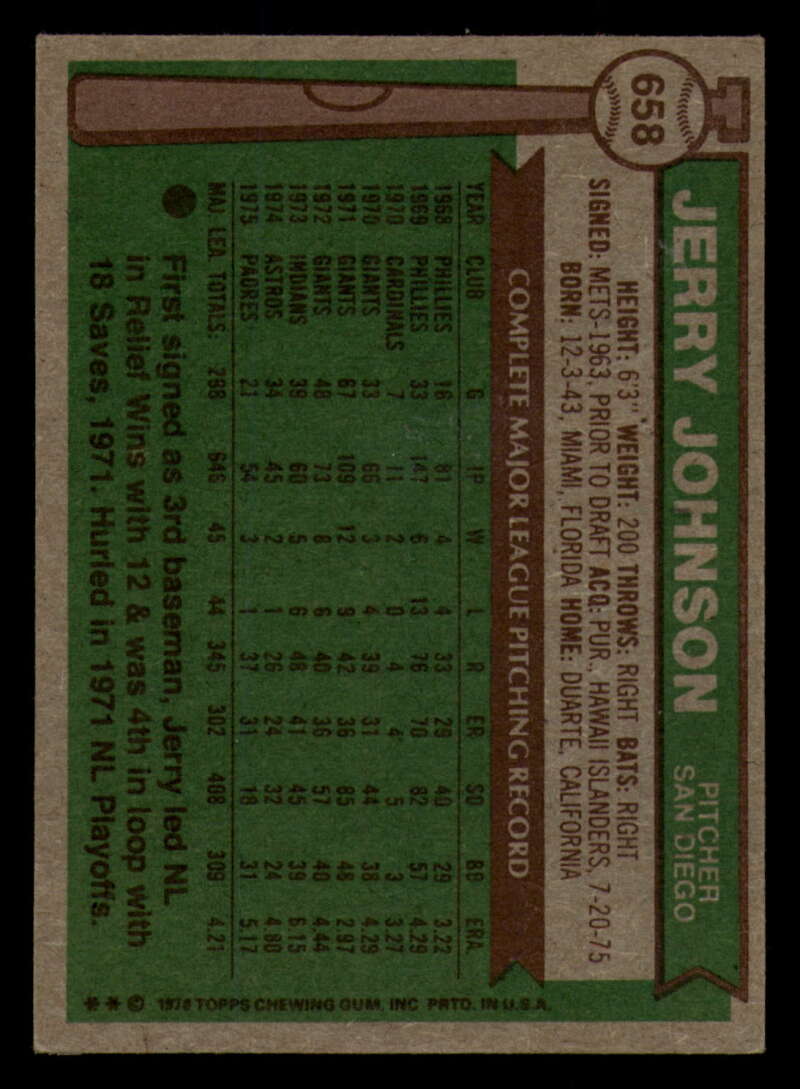 658
JERRY JOHNSON
PITCHER
SAN DIEGO
HEIGHT: 6'3" WEIGHT: 200 THROWS: RIGHT BATS: RIGHT
SIGNED: METS-1963, PRIOR TO DRAFT ACQ: PUR., HAWAII ISLANDERS, 7-20-75
BORN: 12-3-43, MIAMI, FLORIDA HOME: DUARTE, CALIFORNIA
COMPLETE MAJOR LEAGUE PITCHING RECORD
YEAR CLUB G IP W L R ER SO BB ERA
1968 PHILLIES 16 81 4 4 33 29 40 29 3.22
1969 PHILLIES 33 147 6 13 76 70 82 57 4.29
1970 CARDINALS 7 11 2 0 4 4 5 3 3.27
1970 GIANTS 33 66 3 4 39 31 44 38 4.29
1971 GIANTS 67 109 12 9 42 36 85 48 2.97
1972 GIANTS 48 73 8 6 40 36 57 40 4.44
1973 INDIANS 39 60 5 6 48 41 45 39 6.15
1974 ASTROS 34 45 2 1 26 24 32 24 4.80
1975 PADRES 21 54 3 1 37 31 18 31 5.17
MAJ. LEA. TOTALS: 298 646 45 44 345 302 408 309 4.21
First signed as 3rd baseman, Jerry led NL
in Relief Wins with 12 & was 4th in loop with
18 Saves, 1971. Hurled in 1971 NL Playoffs.
** © 1976 TOPPS CHEWING GUM, INC. PRTD. IN U.S.A.